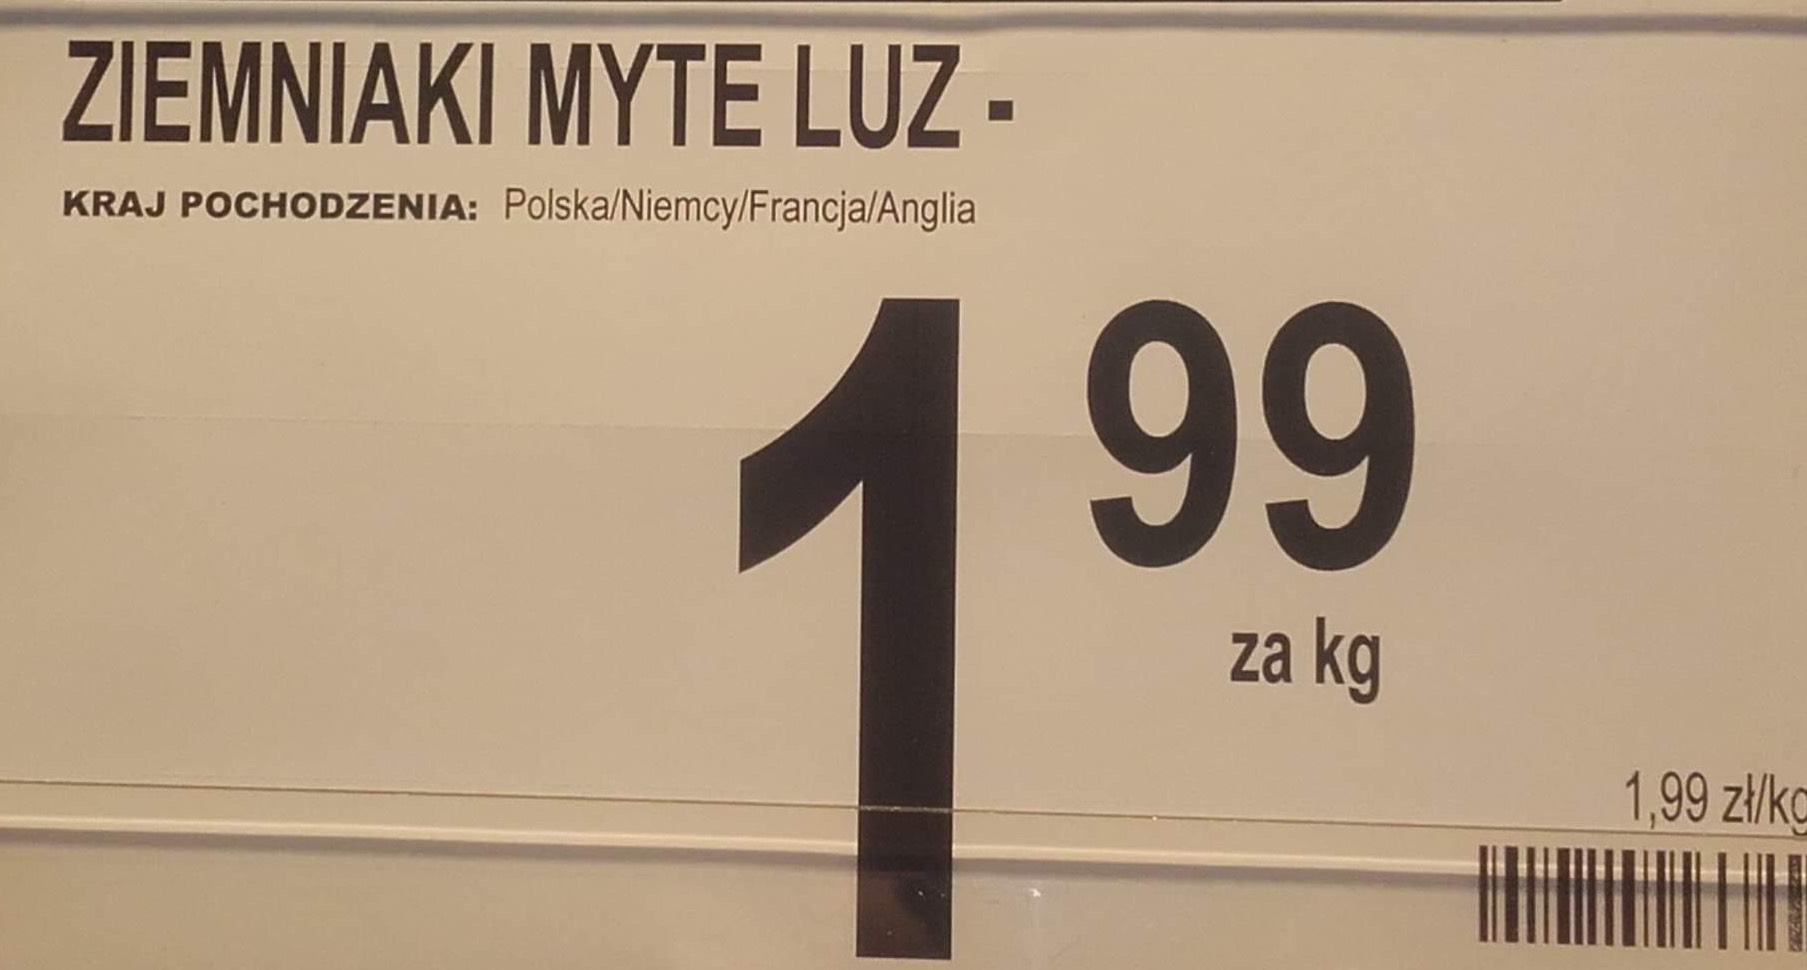 ZIEMNIAKI MYTE LUZ -
KRAJ POCHODZENIA: Polska/Niemcy/Francja/Anglia
1 99
za kg
1,99 zł/kg